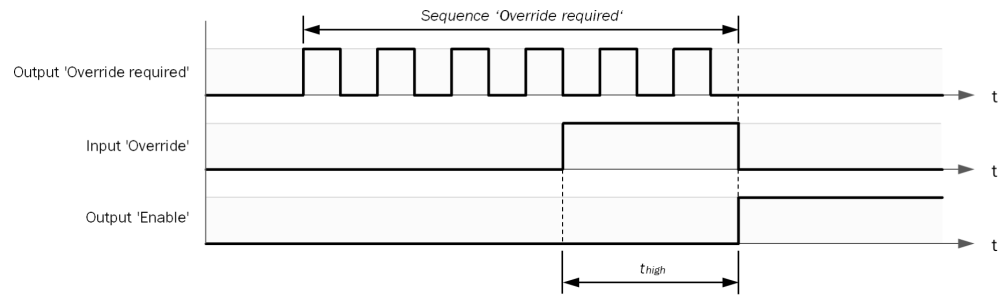 Sequence ‘Override required‘
Output 'Override required'
t
Input 'Override'
t
Output 'Enable'
t
thigh